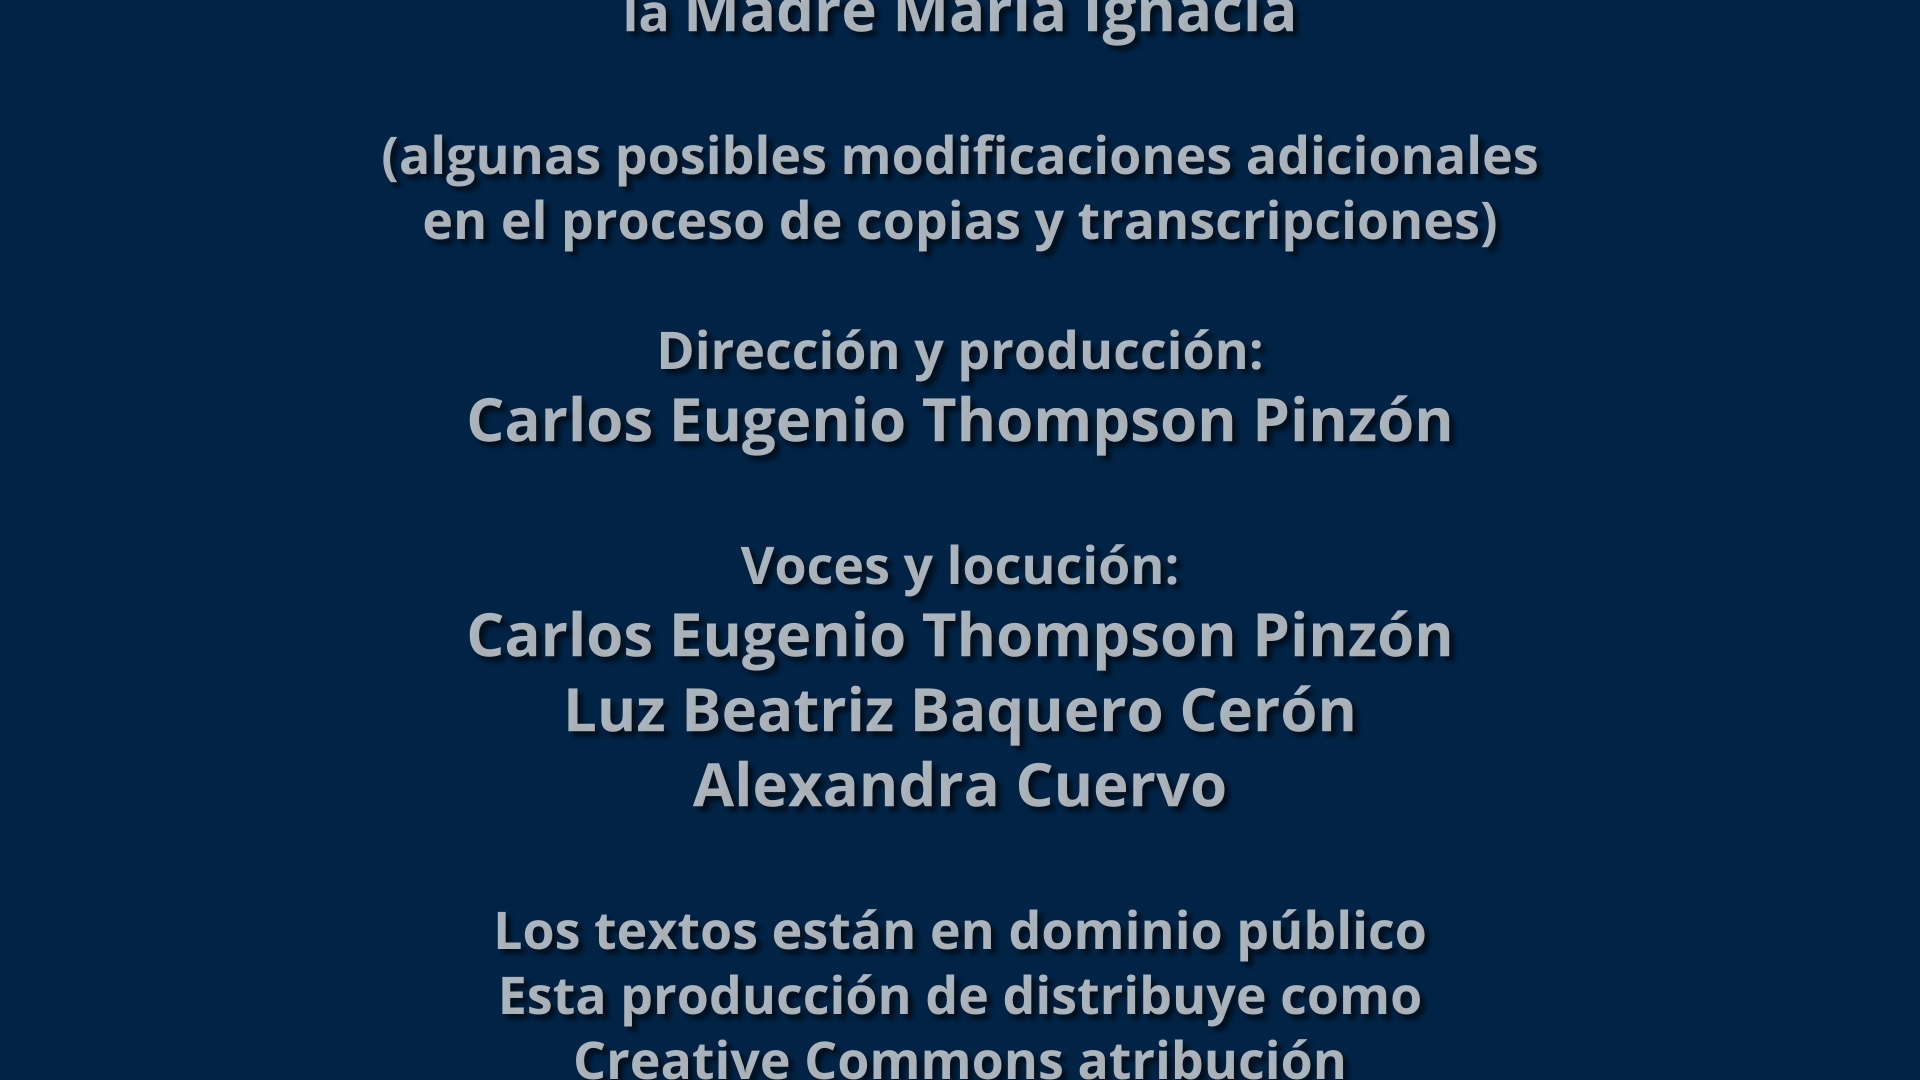 la Madre María Ignacia
(algunas posibles modificaciones adicionales
en el proceso de copias y transcripciones)
Dirección y producción:
Carlos Eugenio Thompson Pinzón
Voces y locución:
Carlos Eugenio Thompson Pinzón
Luz Beatriz Baquero Cerón
Alexandra Cuervo
Los textos están en dominio público
Esta producción de distribuye como
Creative Commons atribución